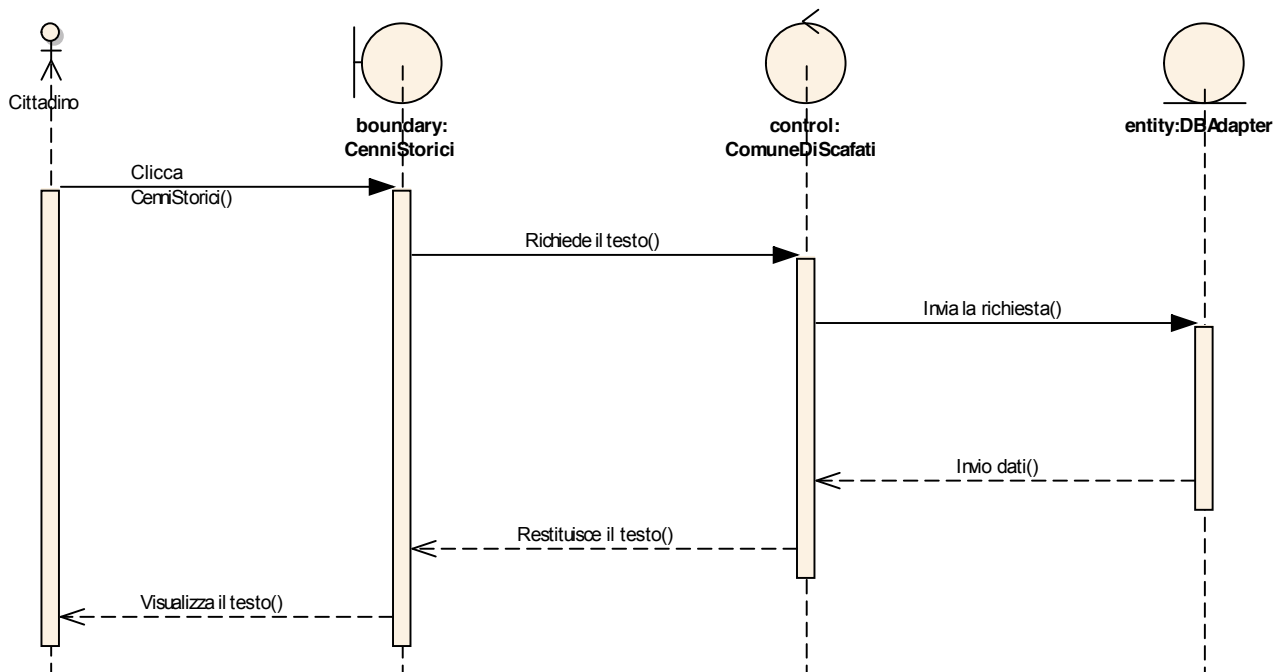 Cittadino
boundary:
CenniStorici
control:
ComuneDiScafati
entity:DBAdapter
Clicca
CenniStorici()
Richiede il testo()
Invia la richiesta()
Invio dati()
Restituisce il testo()
Visualizza il testo()